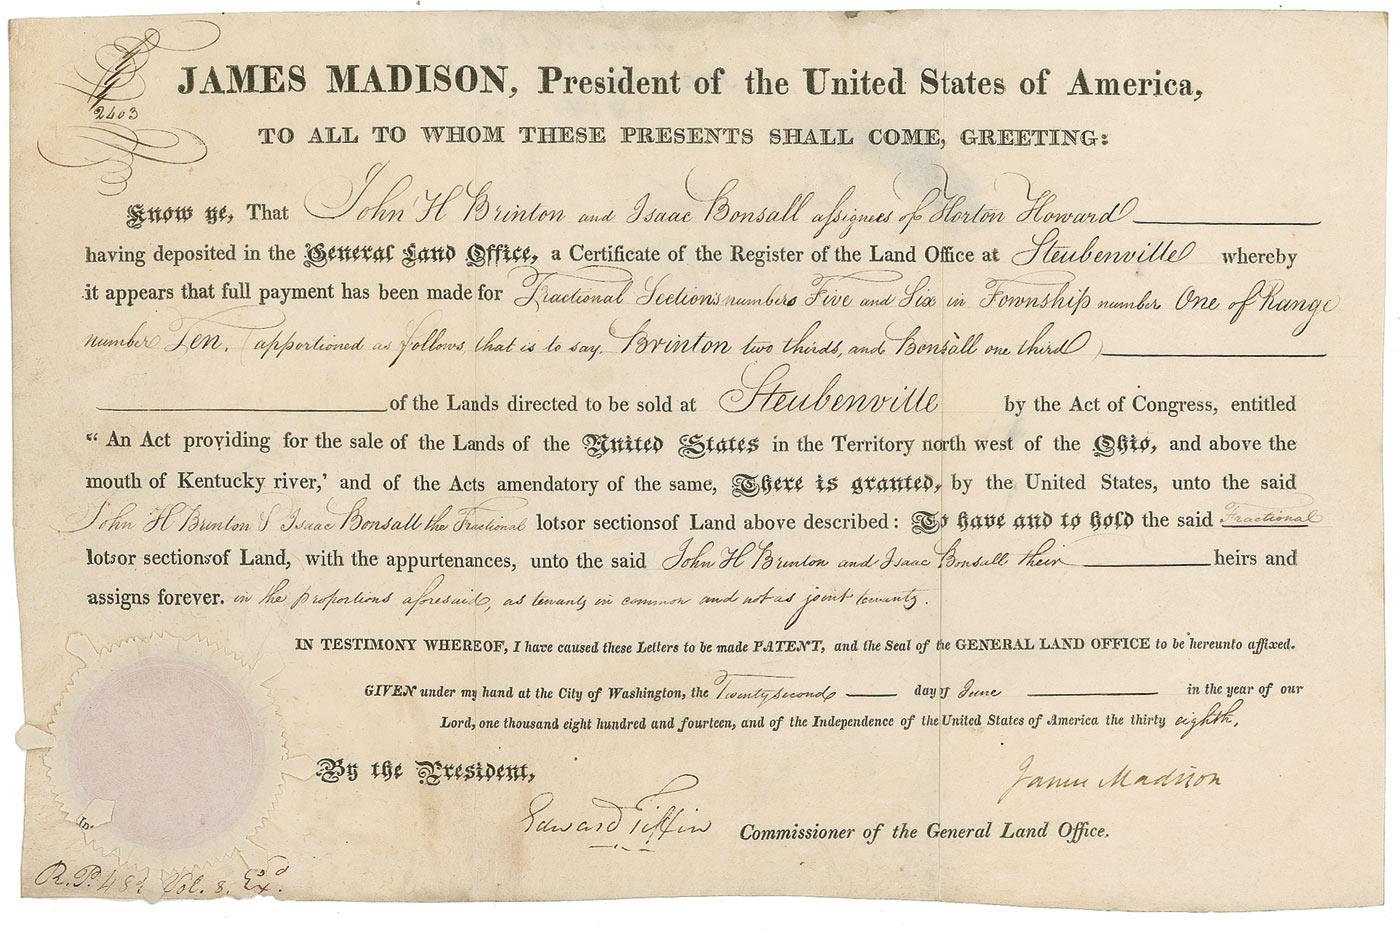 2403
JAMES MADISON, President of the United States of America,
TO ALL TO WHOM THESE PRESENTS SHALL COME, GREETING:
Know ye, That John H Brinton and Isaac Bonsall assignees of Horton Howard
having deposited in the General Land Office, a Certificate of the Register of the Land Office at Steubenville whereby
it appears that full payment has been made for Fractional Sections numbers Five and Six in Township number One of Range
number Ten, (apportioned as follows, that is to say, Brinton two thirds, and Bonsall one third)
of the Lands directed to be sold at Steubenville by the Act of Congress, entitled
“ An Act providing for the sale of the Lands of the United States in the Territory north west of the Ohio, and above the
mouth of Kentucky river,’ and of the Acts amendatory of the same, There is granted, by the United States, unto the said
John H Brinton & Isaac Bonsall the Fractional lots or sections of Land above described: To have and to hold the said Fractional
lots or sections of Land, with the appurtenances, unto the said John H Brinton and Isaac Bonsall their heirs and
assigns forever. in the proportions aforesaid, as tenants in common and not as joint tenants.
IN TESTIMONY WHEREOF, I have caused these Letters to be made PATENT, and the Seal of the GENERAL LAND OFFICE to be hereunto affixed.
GIVEN under my hand at the City of Washington, the Twenty second day of June in the year of our
Lord, one thousand eight hundred and fourteen, and of the Independence of the United States of America the thirty eighth,
By the President,
James Madison
Edward Tiffin Commissioner of the General Land Office.
R.P. 482 Vol. 8. Exd.